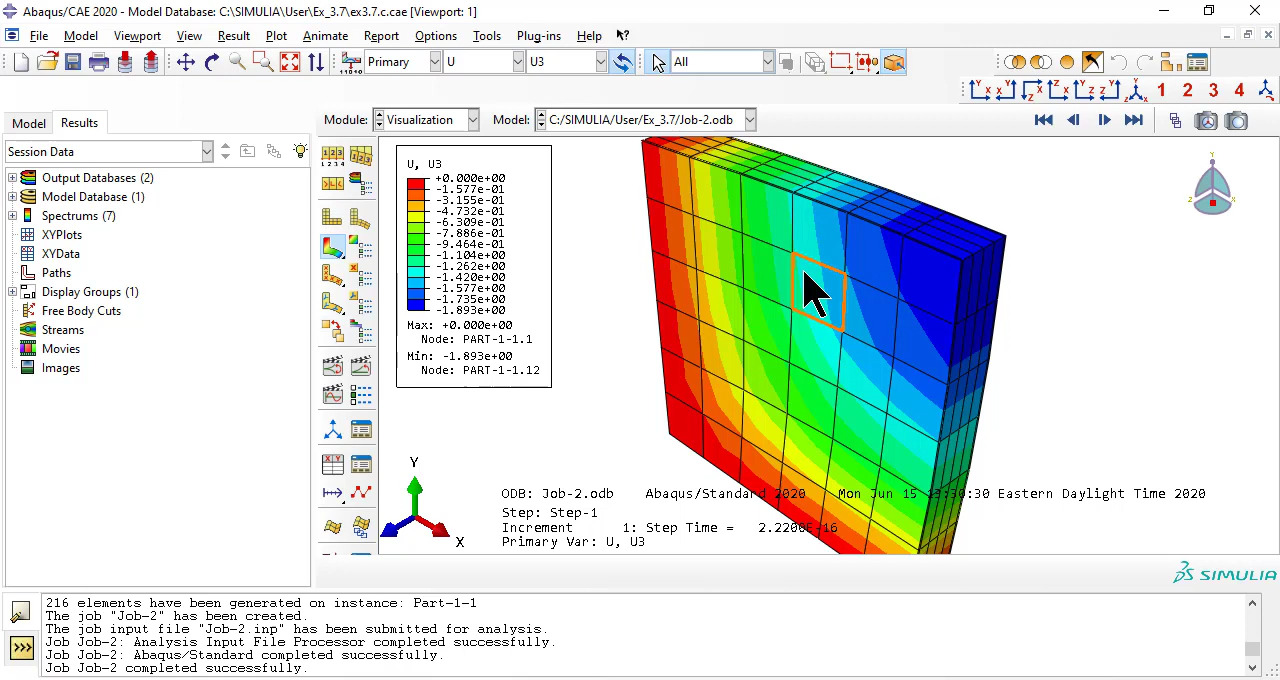 Abaqus/CAE 2020 - Model Database: C:\SIMULIA\User\Ex_3.7\ex3.7.c.cae [Viewport: 1]
File Model Viewport View Result Plot Animate Report Options Tools Plug-ins Help
Primary U U3 All
1 2 3 4
Model Results Module: Visualization Model: C:/SIMULIA/User/Ex_3.7/Job-2.odb
Session Data
Output Databases (2)
Model Database (1)
Spectrums (7)
XYPlots
XYData
Paths
Display Groups (1)
Free Body Cuts
Streams
Movies
Images
U, U3
+0.000e+00
-1.577e-01
-3.155e-01
-4.732e-01
-6.309e-01
-7.886e-01
-9.464e-01
-1.104e+00
-1.262e+00
-1.420e+00
-1.577e+00
-1.735e+00
-1.893e+00
Max: +0.000e+00
Node: PART-1-1.1
Min: -1.893e+00
Node: PART-1-1.12
Y
X
Y
Z X
ODB: Job-2.odb Abaqus/Standard 2020 Mon Jun 15 Eastern Daylight Time 2020
Step: Step-1
Increment 1: Step Time = 2.2200E-16
Primary Var: U, U3
SIMULIA
216 elements have been generated on instance: Part-1-1
The job "Job-2" has been created.
The job input file "Job-2.inp" has been submitted for analysis.
Job Job-2: Analysis Input File Processor completed successfully.
Job Job-2: Abaqus/Standard completed successfully.
Job Job-2 completed successfully.